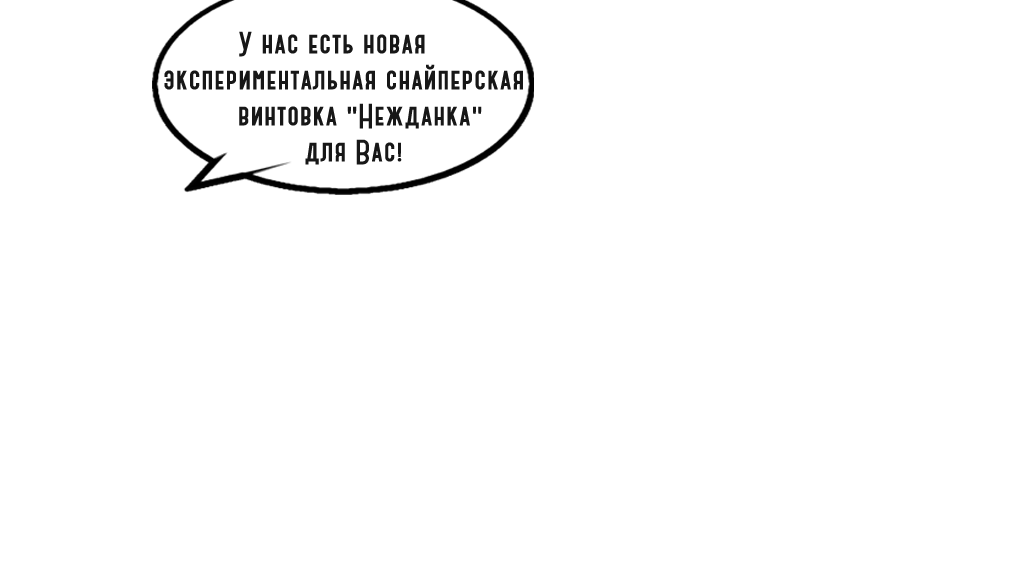 У нас есть новая
экспериментальная снайперская
винтовка "Нежданка"
для Вас!